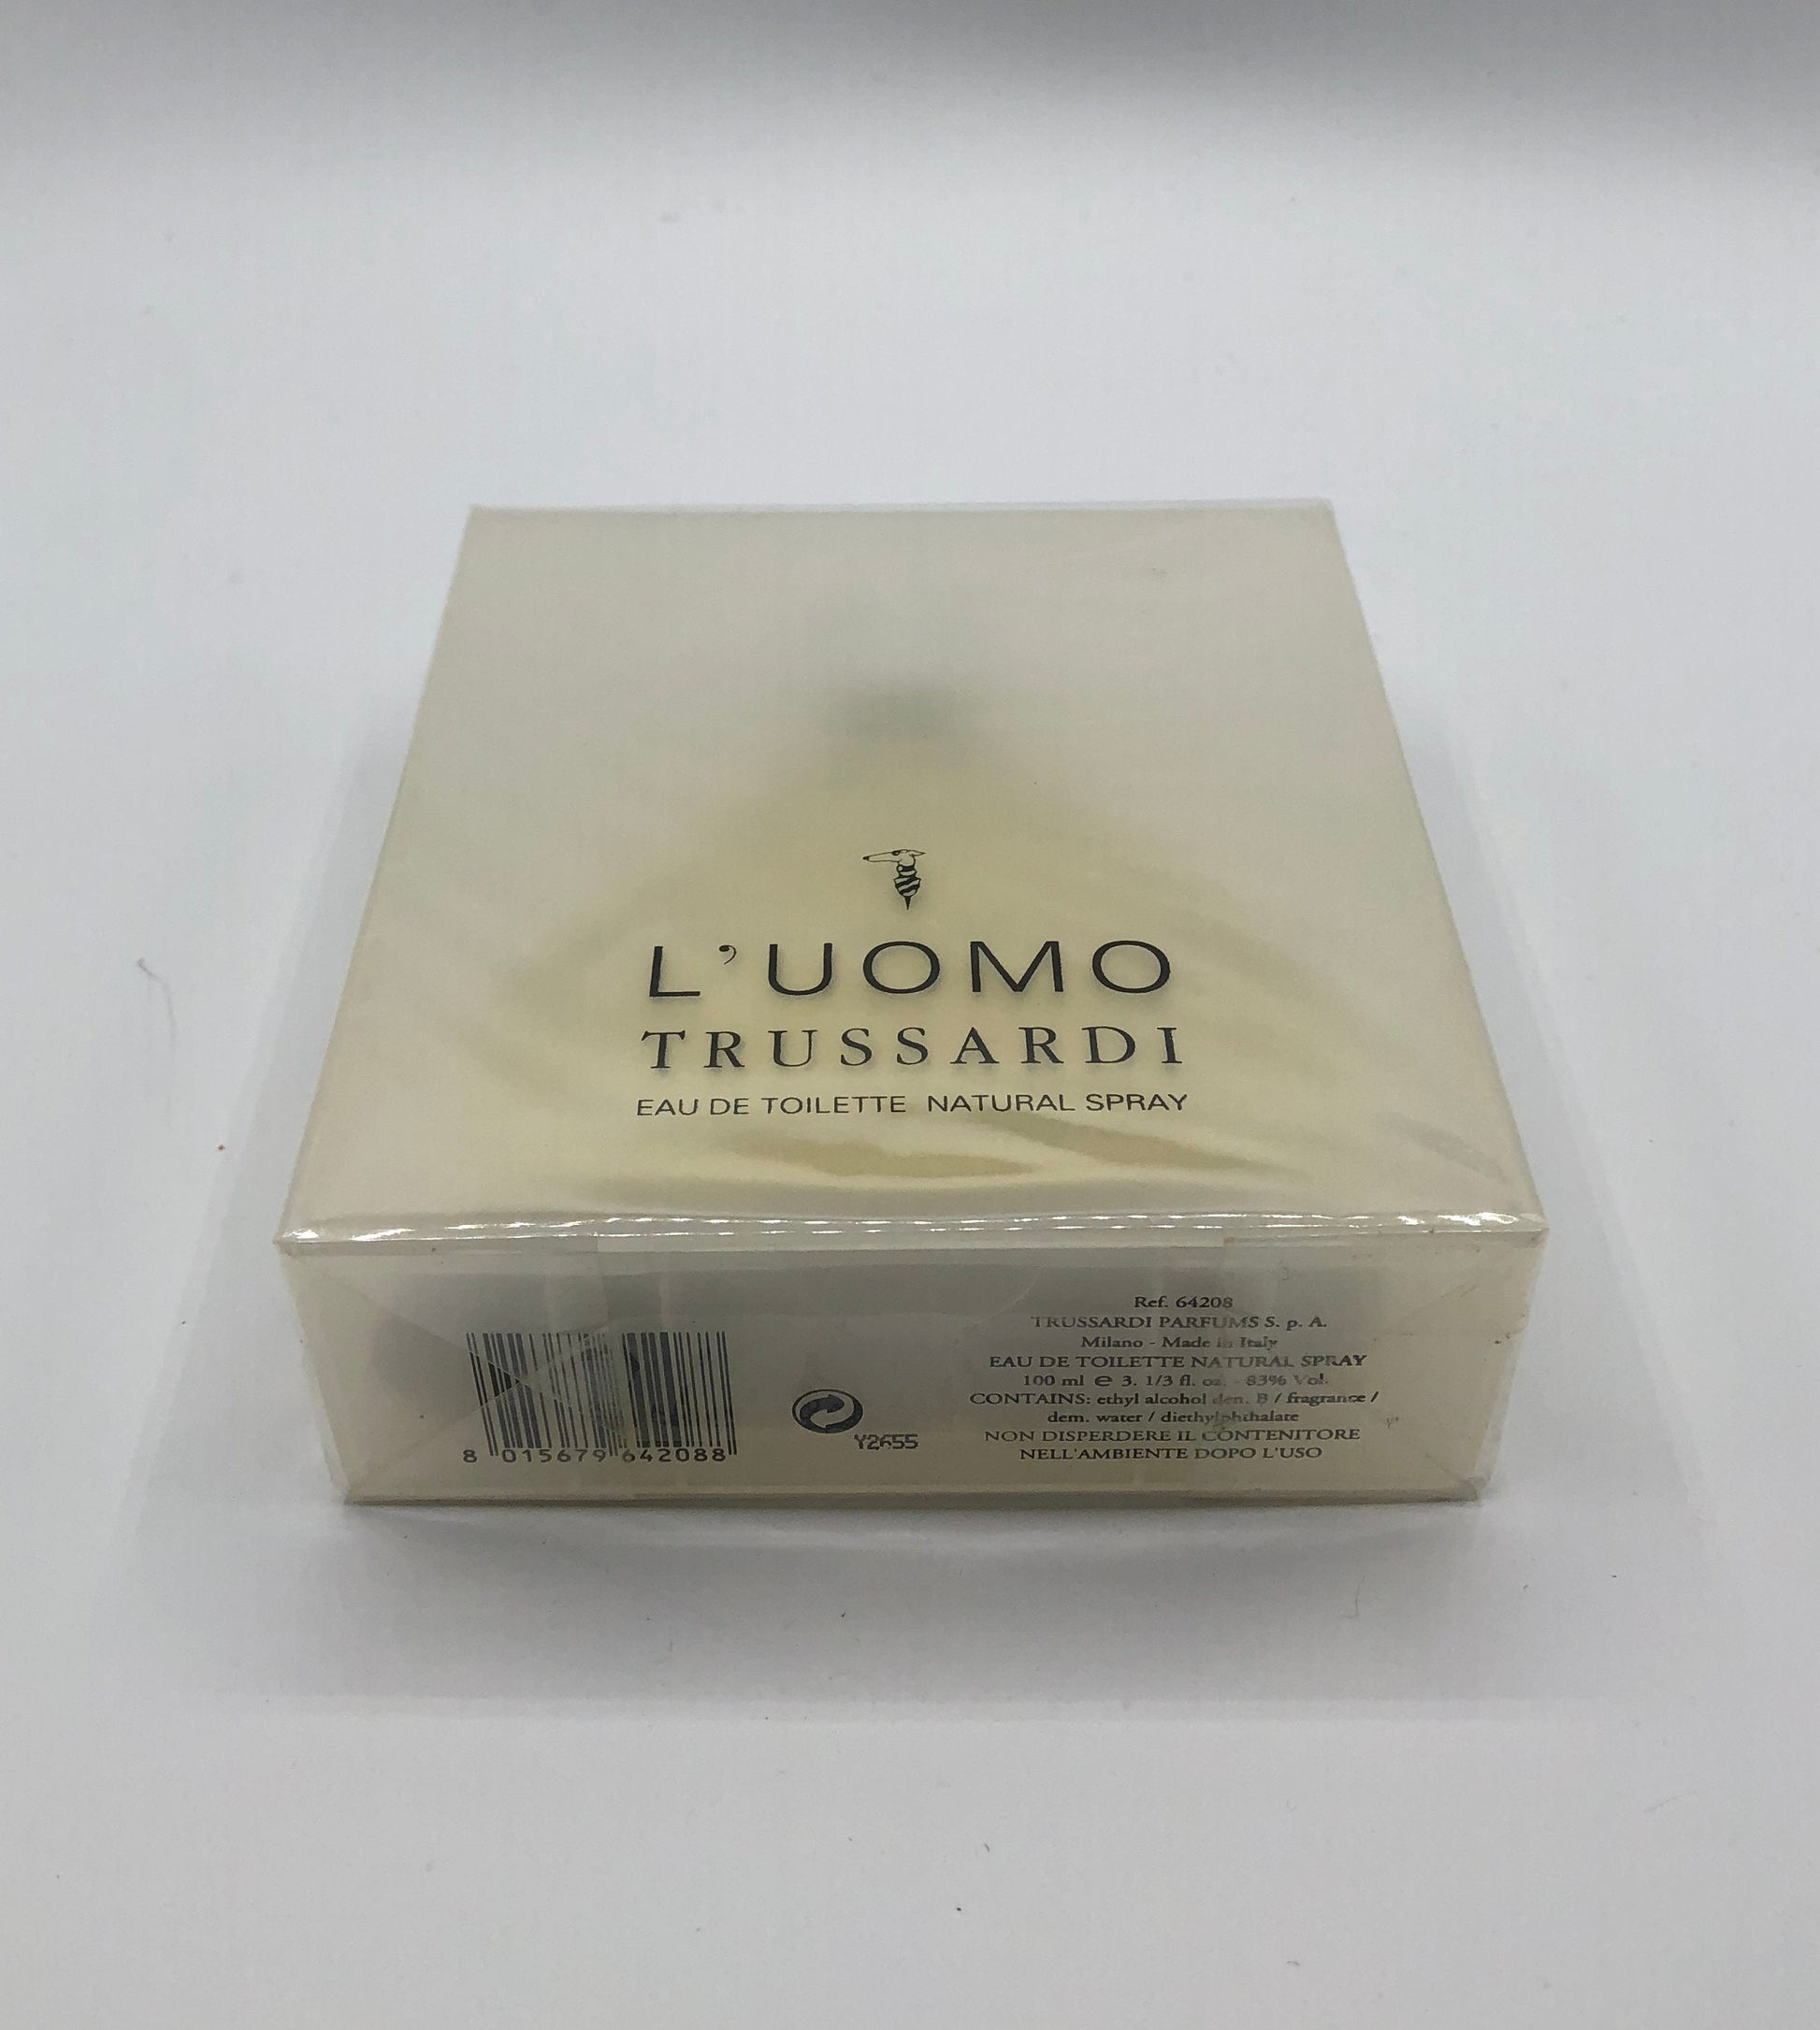 L'UOMO
TRUSSARDI
EAU DE TOILETTE NATURAL SPRAY
8 015679 642088
Y2655
Ref. 64208
TRUSSARDI PARFUMS S. p. A.
Milano - Made in Italy
EAU DE TOILETTE NATURAL SPRAY
100 ml e 3. 1/3 fl. oz. - 83% Vol.
CONTAINS: ethyl alcohol den. B / fragrance /
dem. water / diethylphthalate
NON DISPERDERE IL CONTENITORE
NELL'AMBIENTE DOPO L'USO